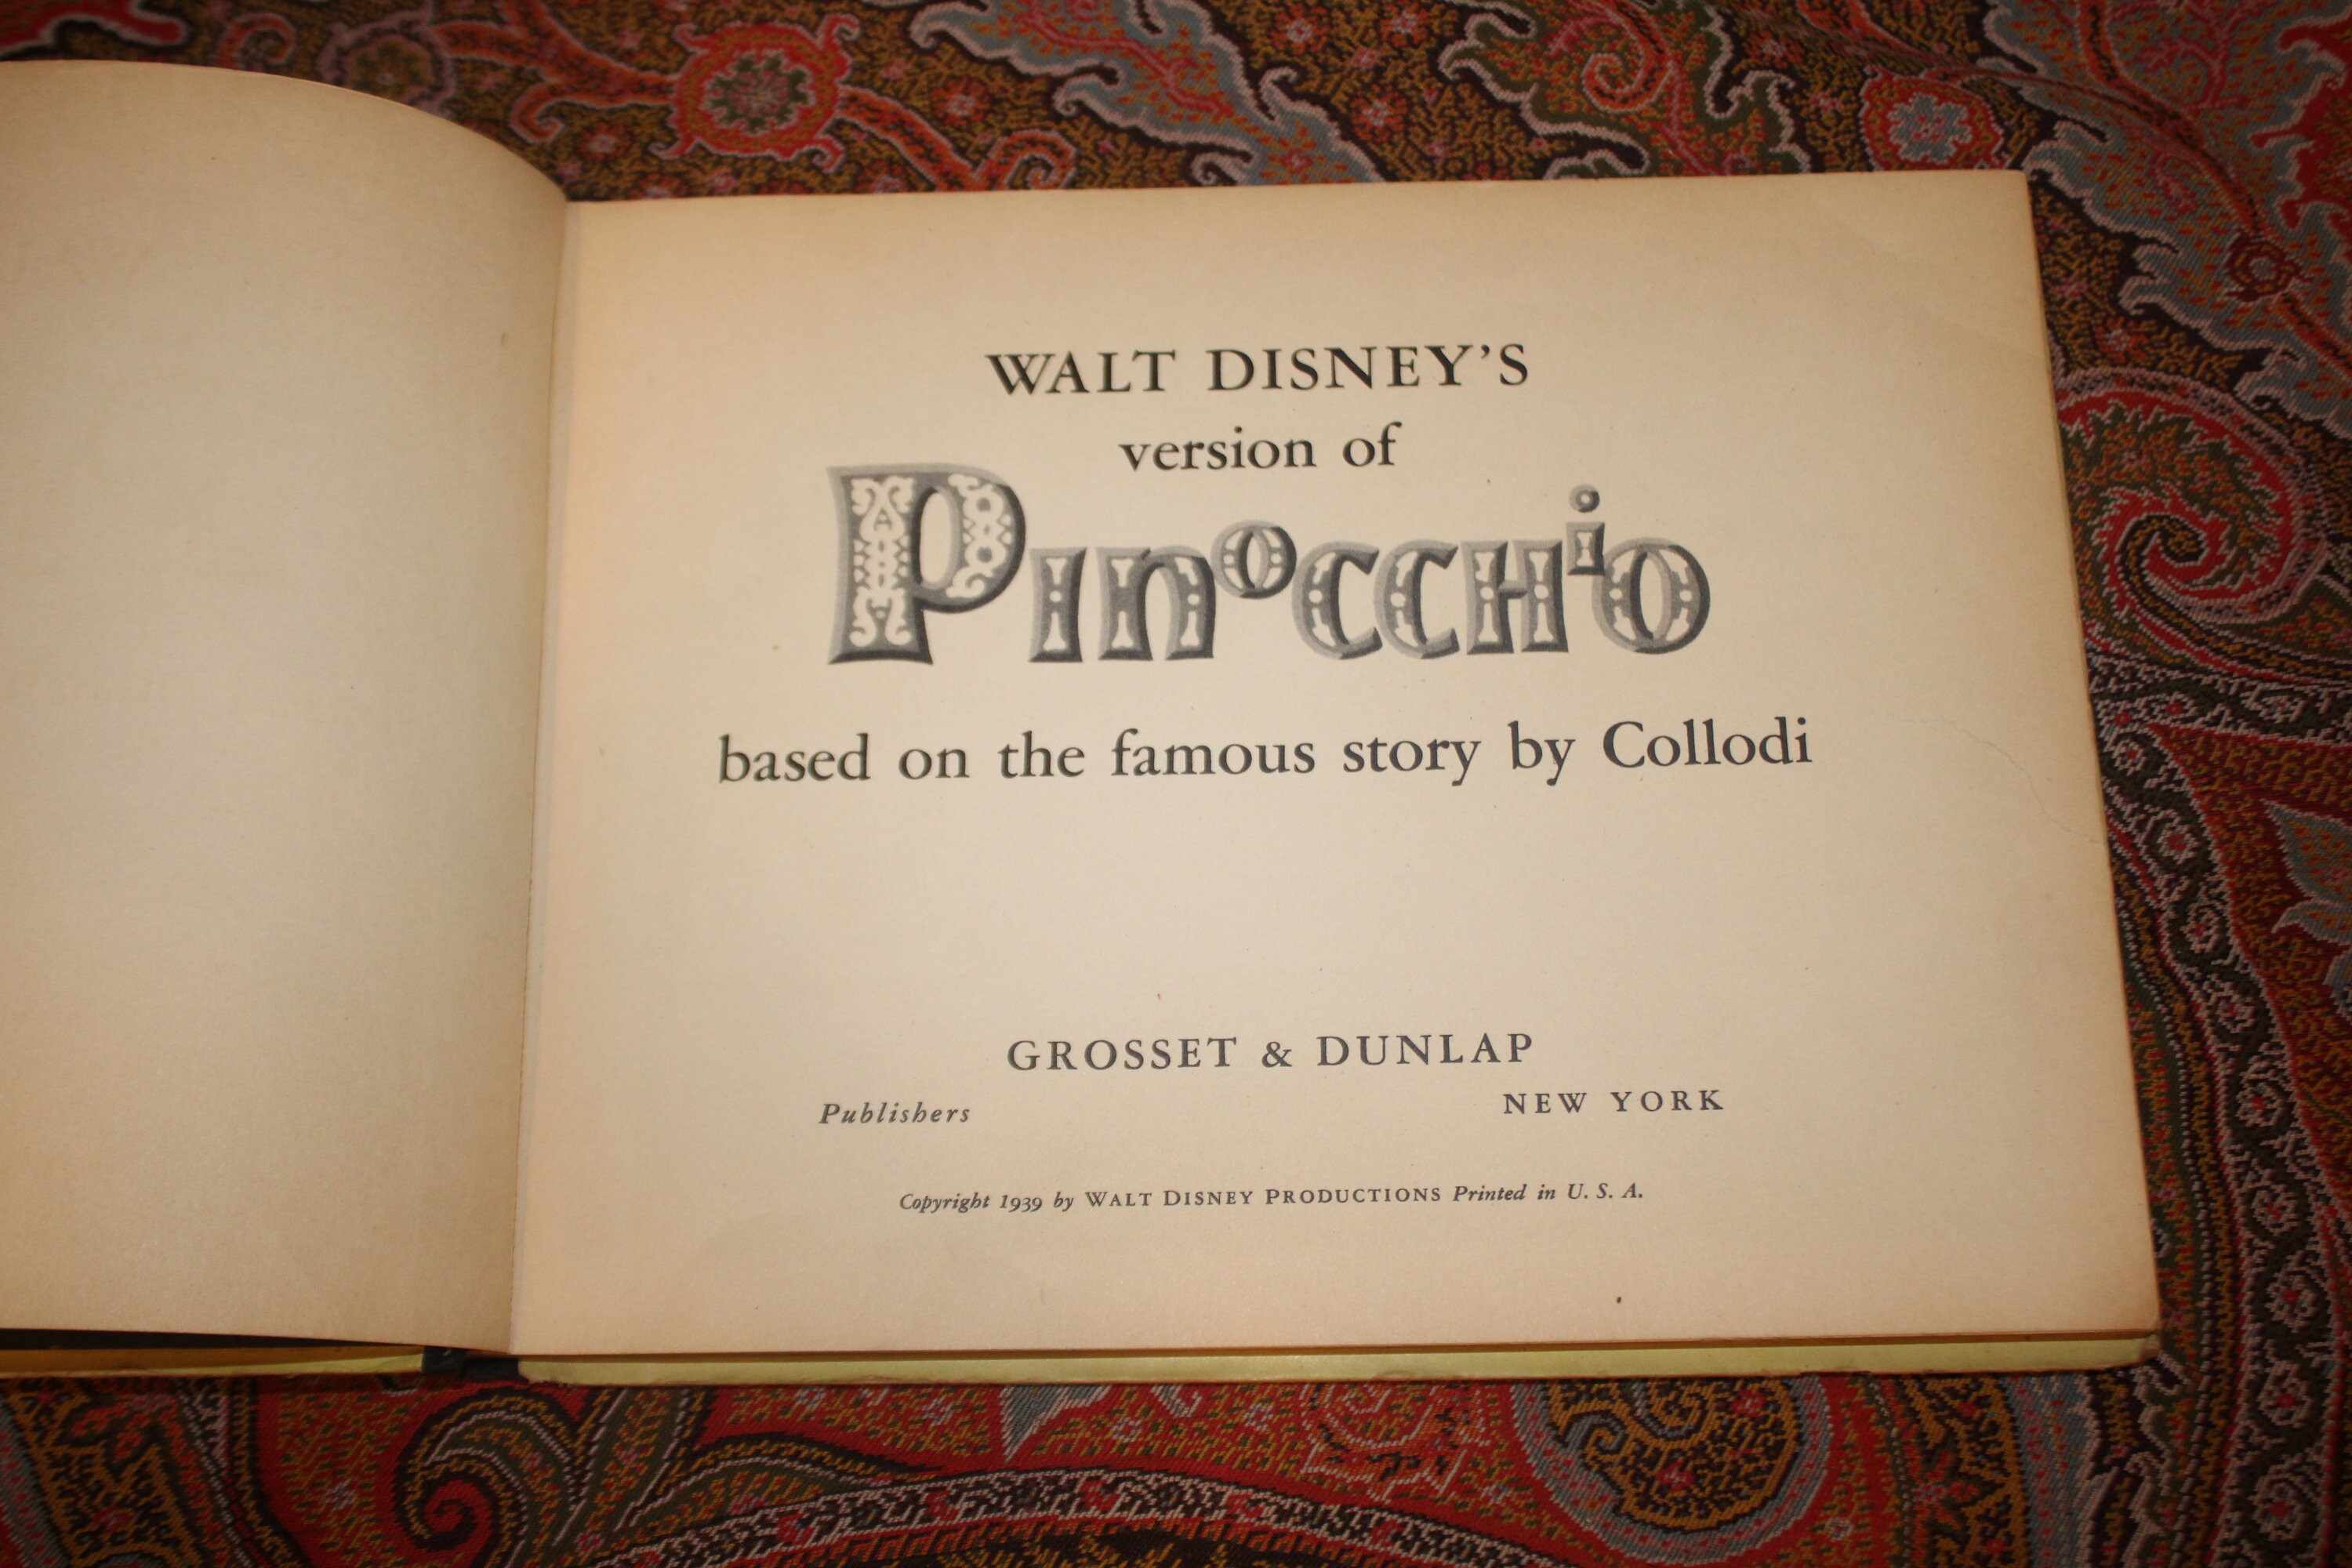 WALT DISNEY'S
version of
PINOCCHiO
based on the famous story by Collodi
GROSSET & DUNLAP
Publishers NEW YORK
Copyright 1939 by WALT DISNEY PRODUCTIONS Printed in U. S. A.